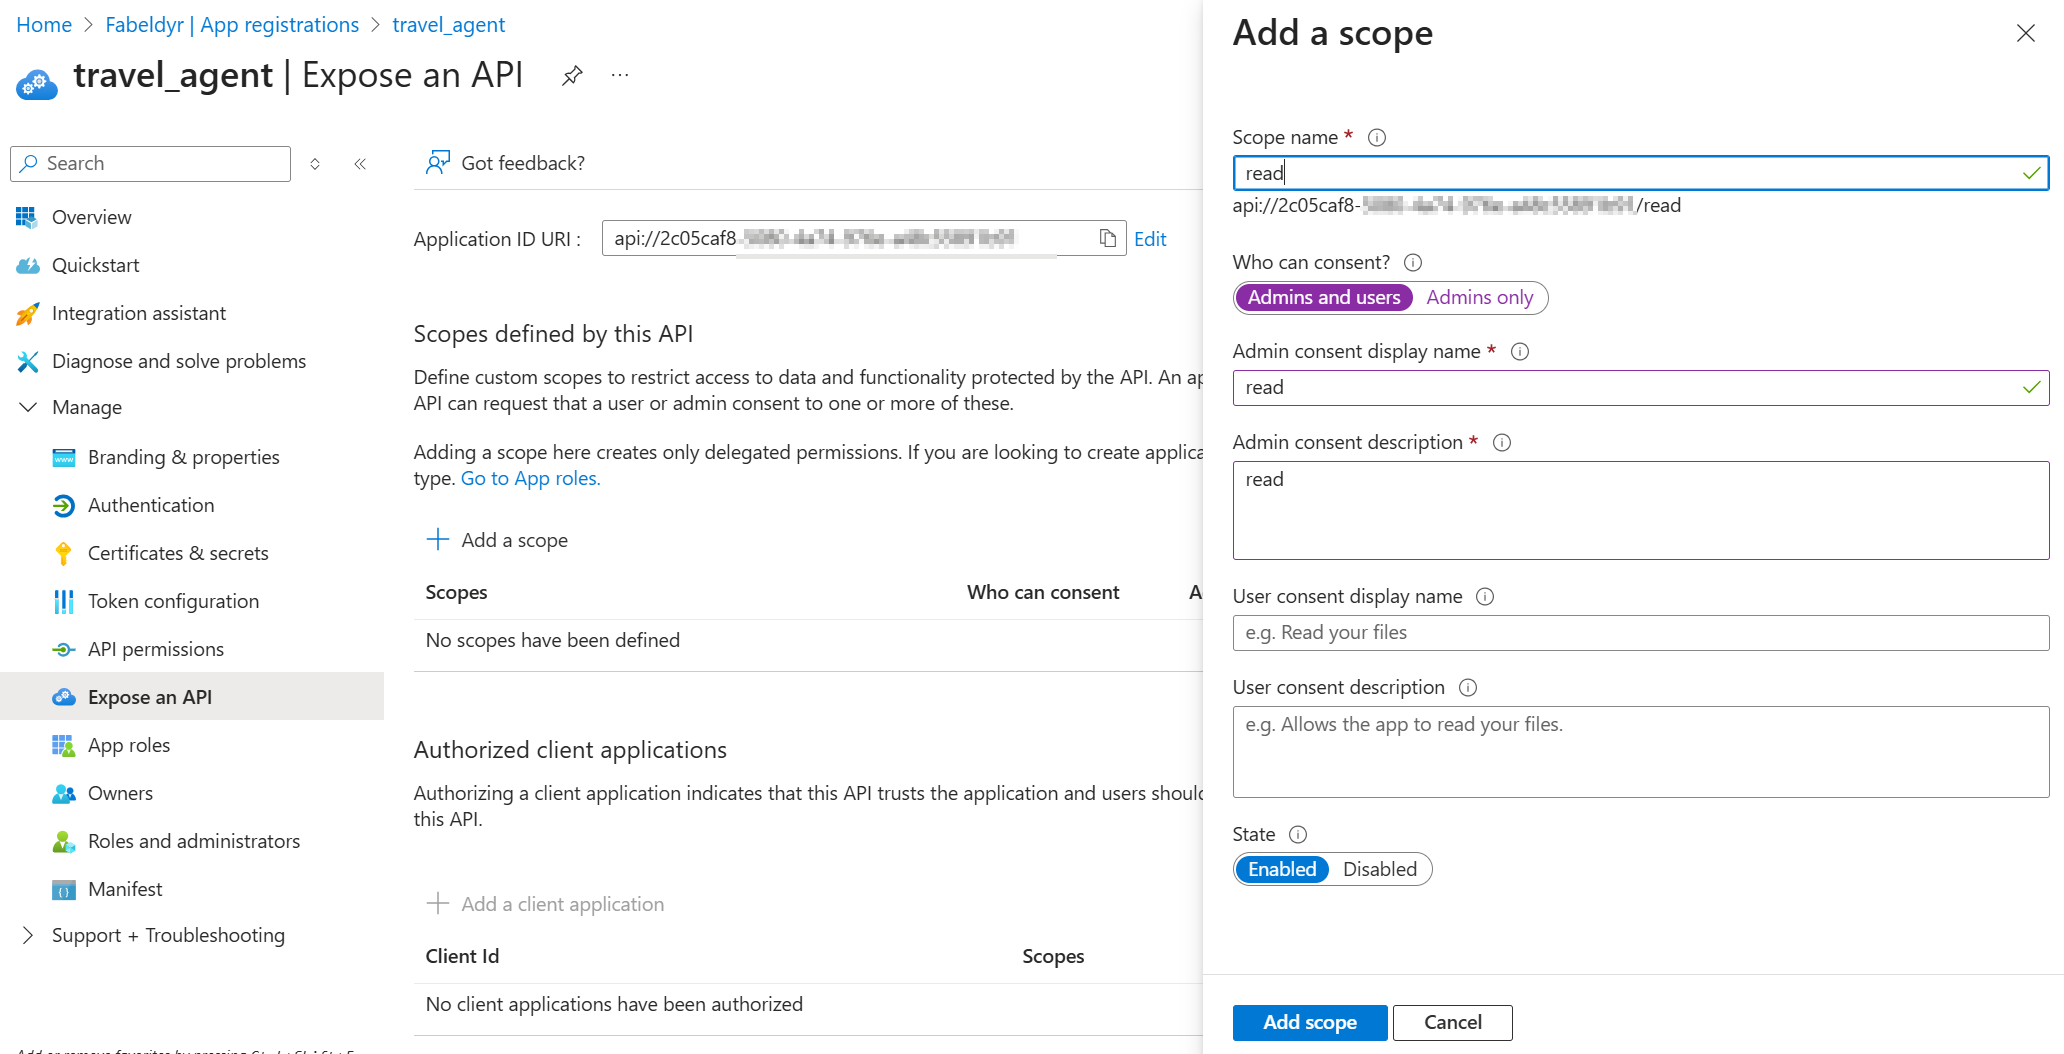 Home > Fabeldyr | App registrations > travel_agent
travel_agent | Expose an API
Search
Overview
Quickstart
Integration assistant
Diagnose and solve problems
Manage
Branding & properties
Authentication
Certificates & secrets
Token configuration
API permissions
Expose an API
App roles
Owners
Roles and administrators
Manifest
Support + Troubleshooting
Got feedback?
Application ID URI :
api://2c05caf8
Edit
Scopes defined by this API
Define custom scopes to restrict access to data and functionality protected by the API. An
API can request that a user or admin consent to one or more of these.
Adding a scope here creates only delegated permissions. If you are looking to create
type. Go to App roles.
Add a scope
Scopes Who can consent
No scopes have been defined
Authorized client applications
Authorizing a client application indicates that this API trusts the application and users
this API.
Add a client application
Client Id Scopes
No client applications have been authorized
Add a scope
Scope name *
read
api://2c05caf8- /read
Who can consent?
Admins and users Admins only
Admin consent display name *
read
Admin consent description *
read
User consent display name
e.g. Read your files
User consent description
e.g. Allows the app to read your files.
State
Enabled Disabled
Add scope Cancel